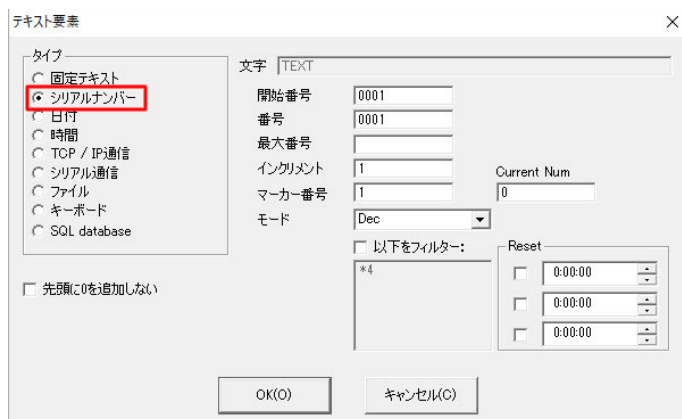 テキスト要素
タイプ
固定テキスト
シリアルナンバー
日付
時間
TCP / IP通信
シリアル通信
ファイル
キーボード
SQL database
先頭に0を追加しない
文字 TEXT
開始番号 0001
番号 0001
最大番号
インクリメント 1
マーカー番号 1
モード Dec
Current Num
0
以下をフィルター:
*4
Reset
0:00:00
0:00:00
0:00:00
OK(O)
キャンセル(C)